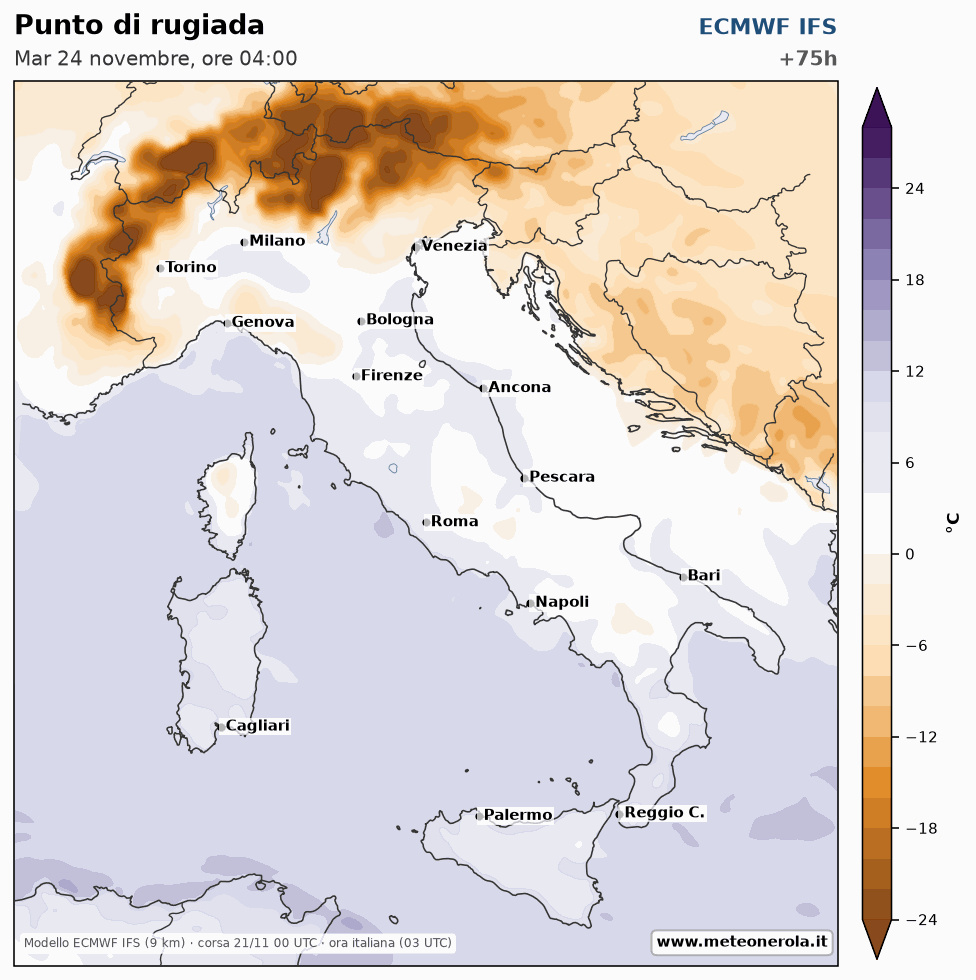 Punto di rugiada
ECMWF IFS
Mar 24 novembre, ore 04:00
+75h
Milano
Venezia
Torino
Genova
Bologna
Firenze
Ancona
Pescara
Roma
Bari
Napoli
Cagliari
Palermo
Reggio C.
24
18
12
6
0
−6
−12
−18
−24
°C
Modello ECMWF IFS (9 km) · corsa 21/11 00 UTC · ora italiana (03 UTC)
www.meteonerola.it